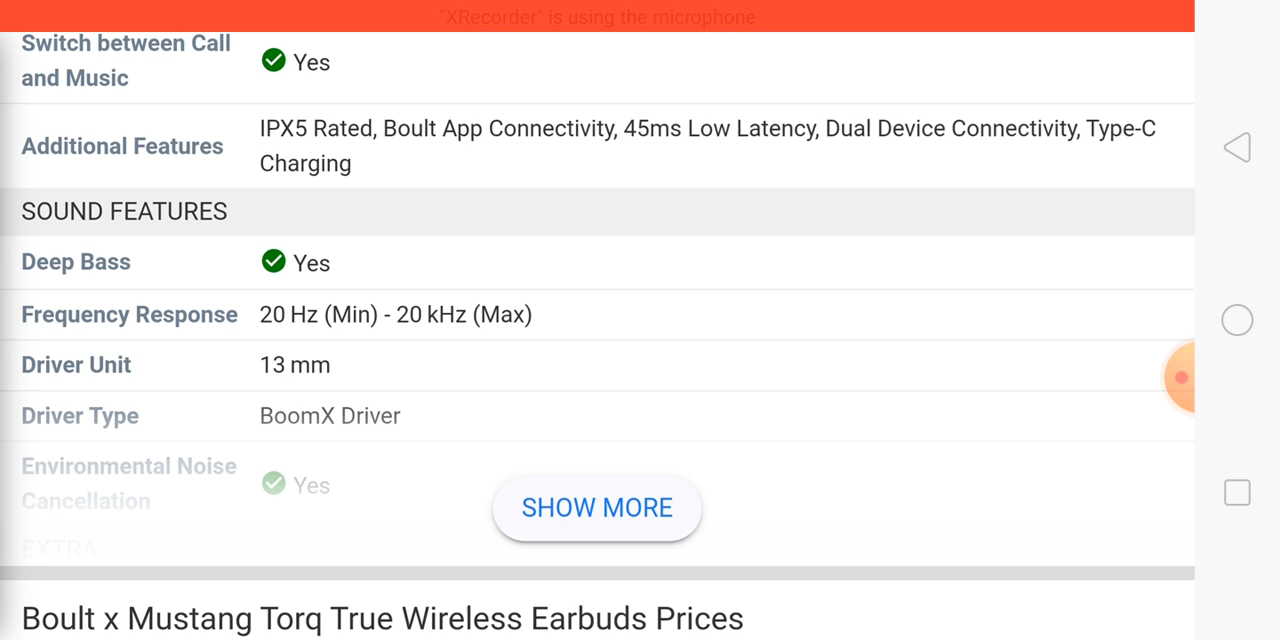 "XRecorder" is using the microphone
Switch between Call
and Music
Yes
Additional Features
IPX5 Rated, Boult App Connectivity, 45ms Low Latency, Dual Device Connectivity, Type-C
Charging
SOUND FEATURES
Deep Bass
Yes
Frequency Response
20 Hz (Min) - 20 kHz (Max)
Driver Unit
13 mm
Driver Type
BoomX Driver
Environmental Noise
Cancellation
Yes
SHOW MORE
EXTRA
Boult x Mustang Torq True Wireless Earbuds Prices